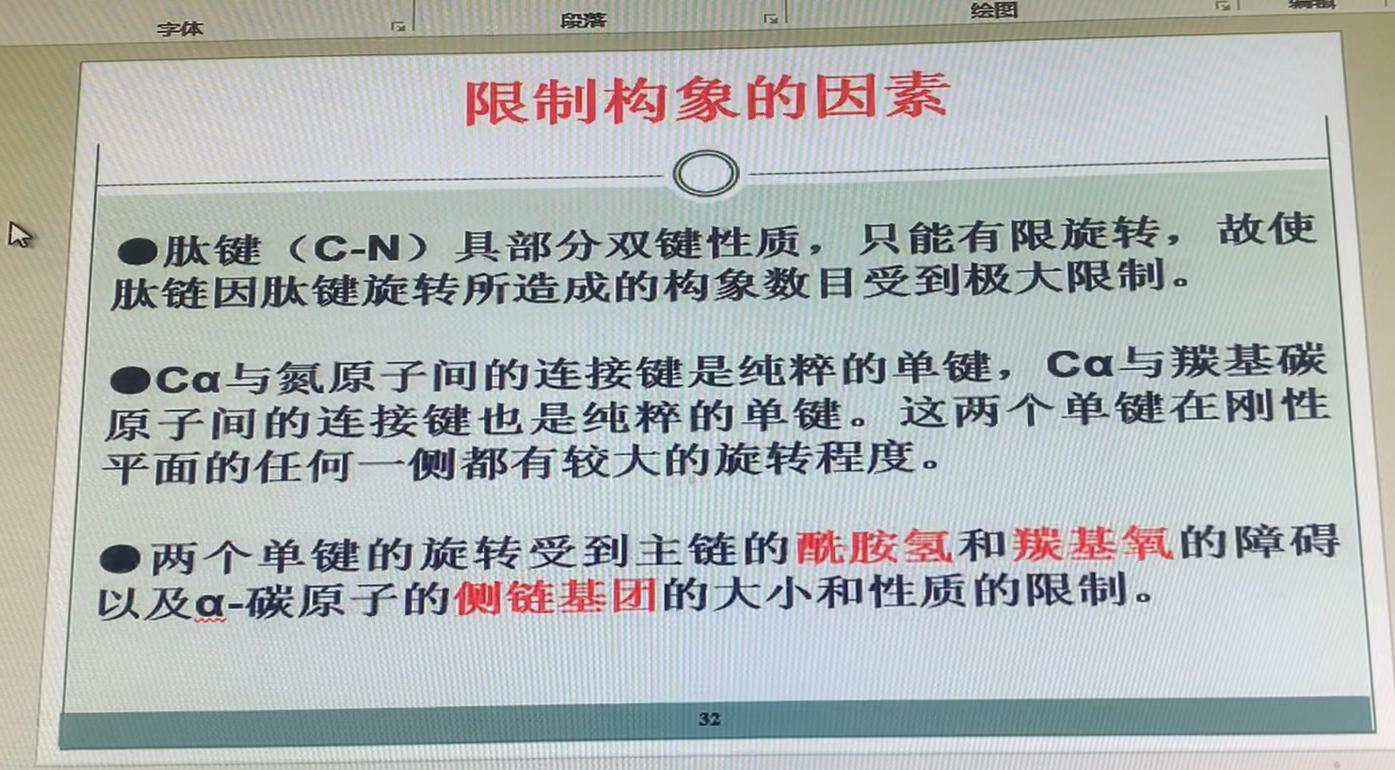 字体 段落 绘图 编辑
限制构象的因素
●肽键（C-N）具部分双键性质，只能有限旋转，故使
肽链因肽键旋转所造成的构象数目受到极大限制。
●Cα与氮原子间的连接键是纯粹的单键，Cα与羰基碳
原子间的连接键也是纯粹的单键。这两个单键在刚性
平面的任何一侧都有较大的旋转程度。
●两个单键的旋转受到主链的酰胺氢和羰基氧的障碍
以及α-碳原子的侧链基团的大小和性质的限制。
32